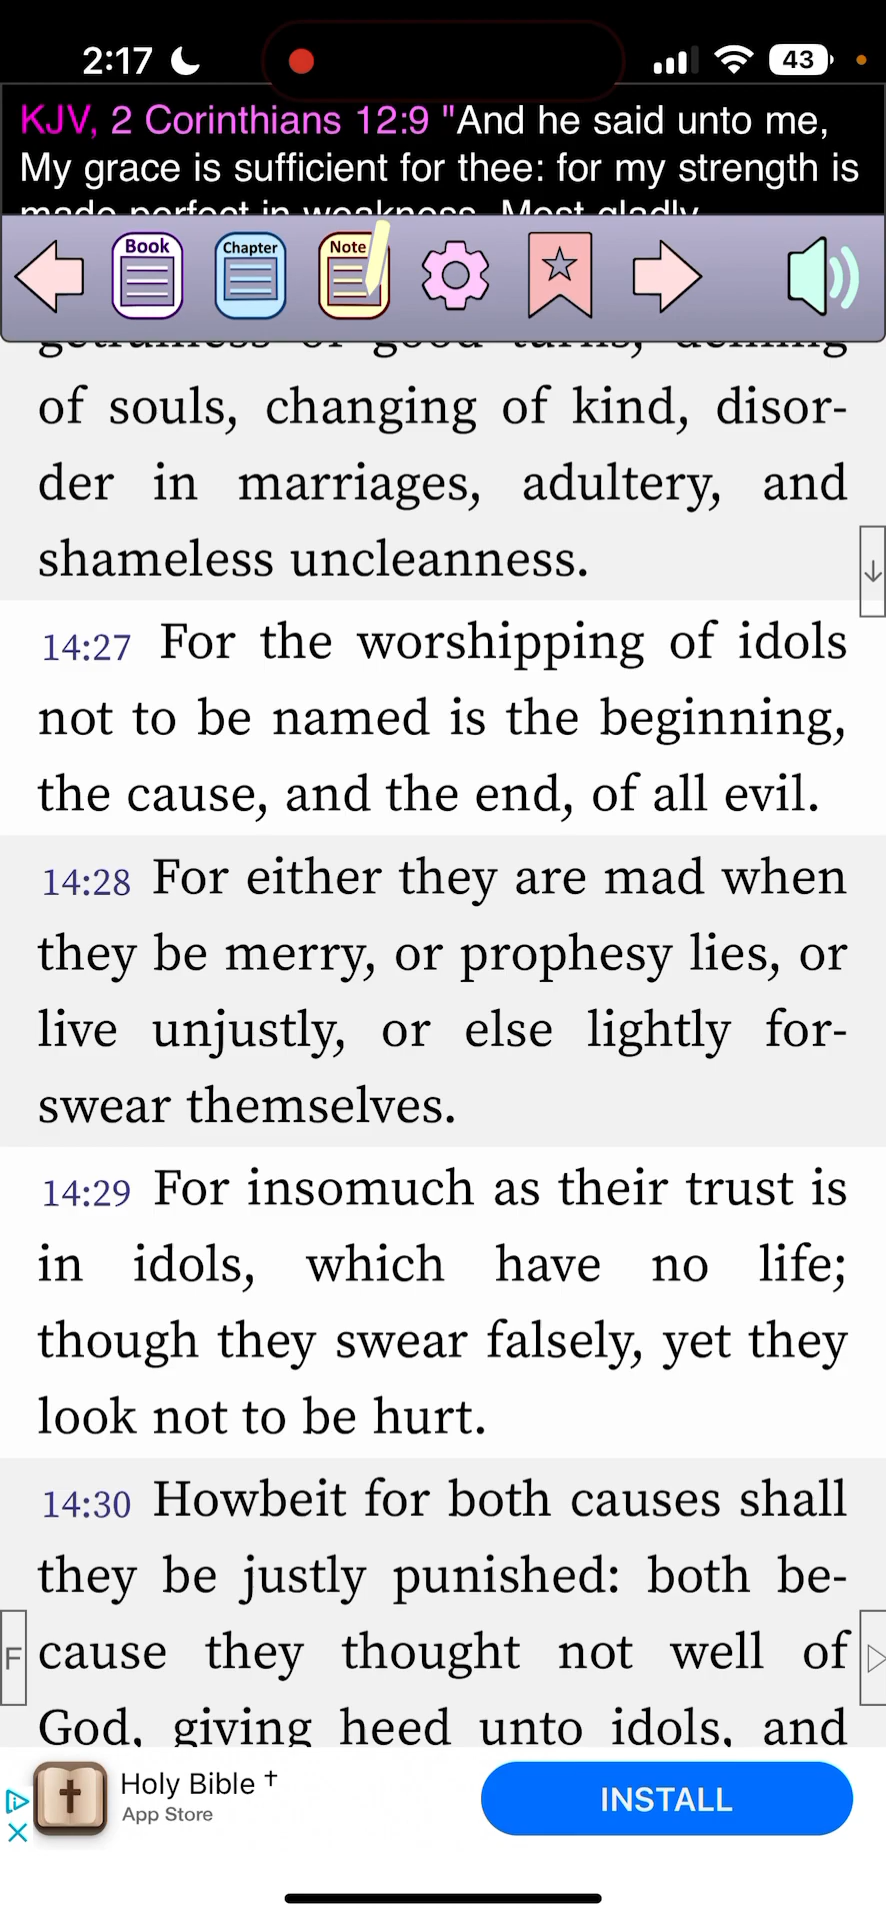 2:17
43
KJV, 2 Corinthians 12:9 "And he said unto me,
My grace is sufficient for thee: for my strength is
made perfect in weakness. Most gladly
Book
Chapter
Note
of souls, changing of kind, disor-
der in marriages, adultery, and
shameless uncleanness.
14:27 For the worshipping of idols
not to be named is the beginning,
the cause, and the end, of all evil.
14:28 For either they are mad when
they be merry, or prophesy lies, or
live unjustly, or else lightly for-
swear themselves.
14:29 For insomuch as their trust is
in idols, which have no life;
though they swear falsely, yet they
look not to be hurt.
14:30 Howbeit for both causes shall
they be justly punished: both be-
F
cause they thought not well of
God, giving heed unto idols, and
Holy Bible †
App Store
INSTALL